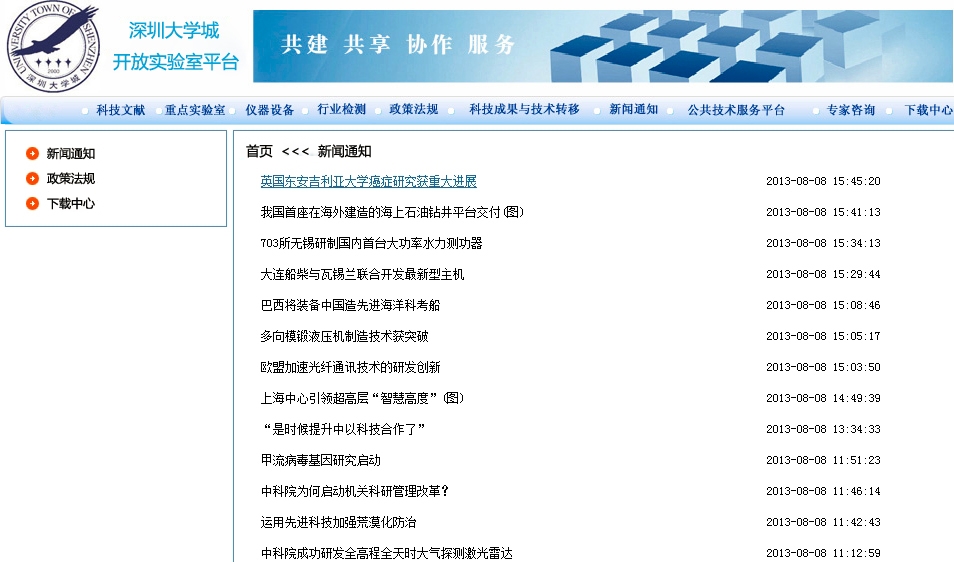 UNIVERSITY TOWN OF SHENZHEN
2000
深圳大学城
深圳大学城
开放实验室平台
共建 共享 协作 服务
科技文献 重点实验室 仪器设备 行业检测 政策法规 科技成果与技术转移 新闻通知 公共技术服务平台 专家咨询 下载中心
新闻通知
政策法规
下载中心
首页 <<< 新闻通知
英国东安吉利亚大学癌症研究获重大进展 2013-08-08 15:45:20
我国首座在海外建造的海上石油钻井平台交付(图) 2013-08-08 15:41:13
703所无锡研制国内首台大功率水力测功器 2013-08-08 15:34:13
大连船柴与瓦锡兰联合开发最新型主机 2013-08-08 15:29:44
巴西将装备中国造先进海洋科考船 2013-08-08 15:08:46
多向模锻液压机制造技术获突破 2013-08-08 15:05:17
欧盟加速光纤通讯技术的研发创新 2013-08-08 15:03:50
上海中心引领超高层“智慧高度”(图) 2013-08-08 14:49:39
“是时候提升中以科技合作了” 2013-08-08 13:34:33
甲流病毒基因研究启动 2013-08-08 11:51:23
中科院为何启动机关科研管理改革? 2013-08-08 11:46:14
运用先进科技加强荒漠化防治 2013-08-08 11:42:43
中科院成功研发全高程全天时大气探测激光雷达 2013-08-08 11:12:59